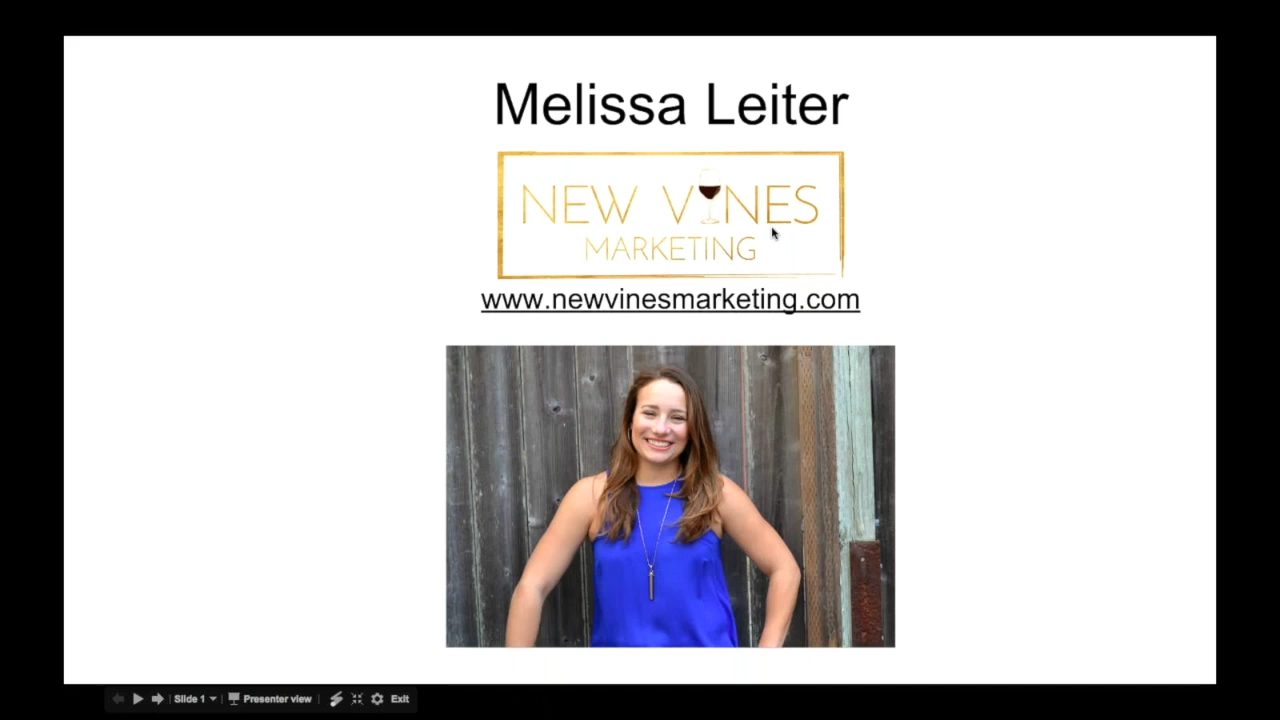 Melissa Leiter
NEW VINES
MARKETING
www.newvinesmarketing.com
Slide 1 Presenter view Exit